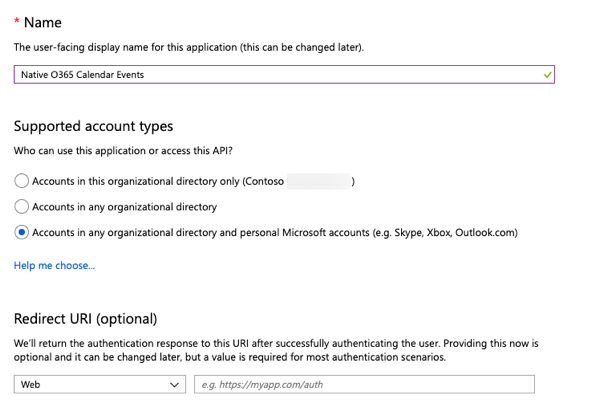 * Name
The user-facing display name for this application (this can be changed later).
Native O365 Calendar Events
Supported account types
Who can use this application or access this API?
Accounts in this organizational directory only (Contoso )
Accounts in any organizational directory
Accounts in any organizational directory and personal Microsoft accounts (e.g. Skype, Xbox, Outlook.com)
Help me choose...
Redirect URI (optional)
We'll return the authentication response to this URI after successfully authenticating the user. Providing this now is
optional and it can be changed later, but a value is required for most authentication scenarios.
Web
e.g. https://myapp.com/auth